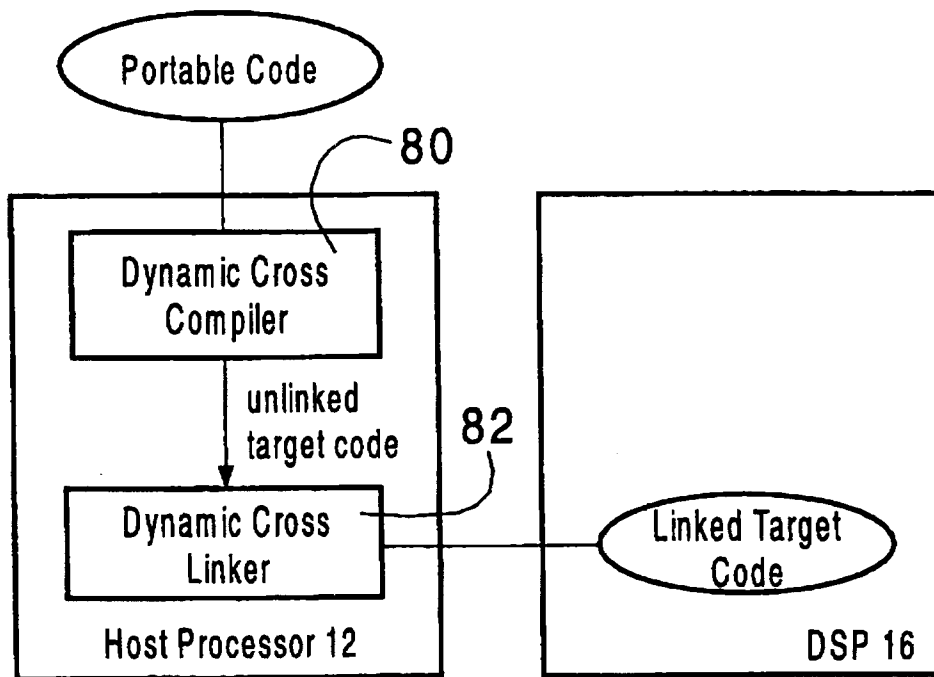 Portable Code
80
Dynamic Cross
Compiler
unlinked
target code
82
Dynamic Cross
Linker
Linked Target
Code
Host Processor 12
DSP 16